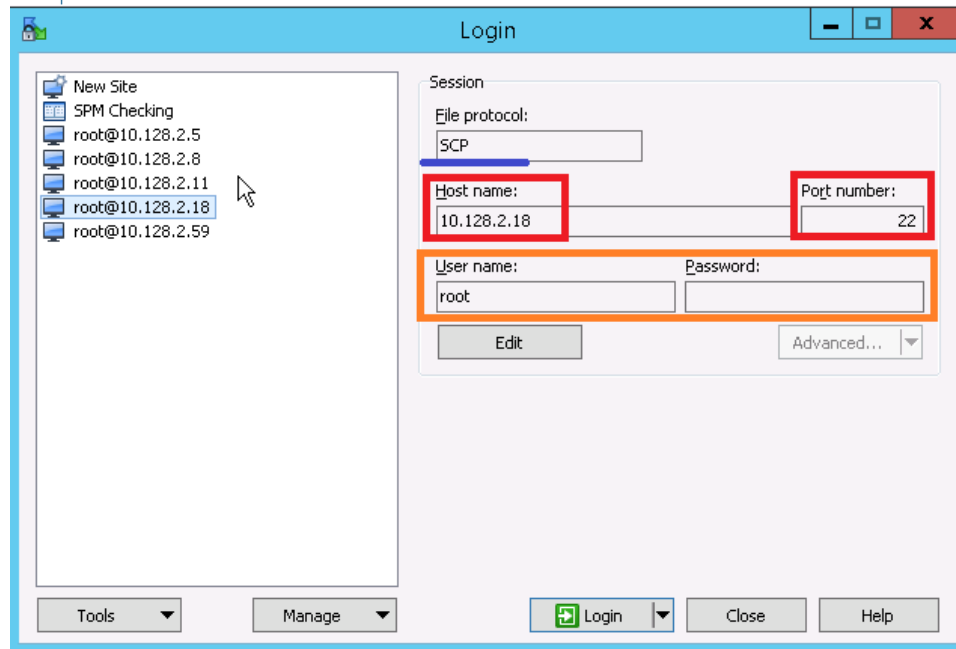 Login
New Site
SPM Checking
root@10.128.2.5
root@10.128.2.8
root@10.128.2.11
root@10.128.2.18
root@10.128.2.59
Session
File protocol:
SCP
Host name: Port number:
10.128.2.18 22
User name: Password:
root
Edit Advanced...
Tools Manage Login Close Help